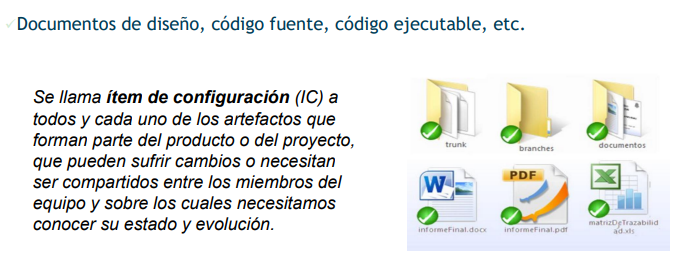 Documentos de diseño, código fuente, código ejecutable, etc.
Se llama ítem de configuración (IC) a
todos y cada uno de los artefactos que
forman parte del producto o del proyecto,
que pueden sufrir cambios o necesitan
ser compartidos entre los miembros del
equipo y sobre los cuales necesitamos
conocer su estado y evolución.
trunk
branches
documentos
W
PDF
X
informeFinal.docx
informeFinal.pdf
matrizDeTrazabilid
ad.xls